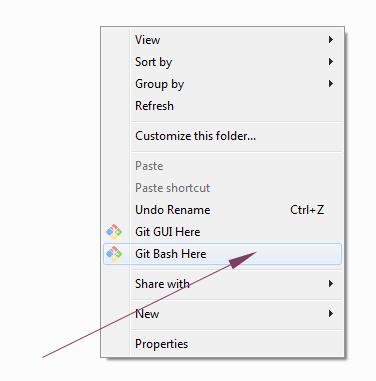 View
Sort by
Group by
Refresh
Customize this folder...
Paste
Paste shortcut
Undo Rename Ctrl+Z
Git GUI Here
Git Bash Here
Share with
New
Properties